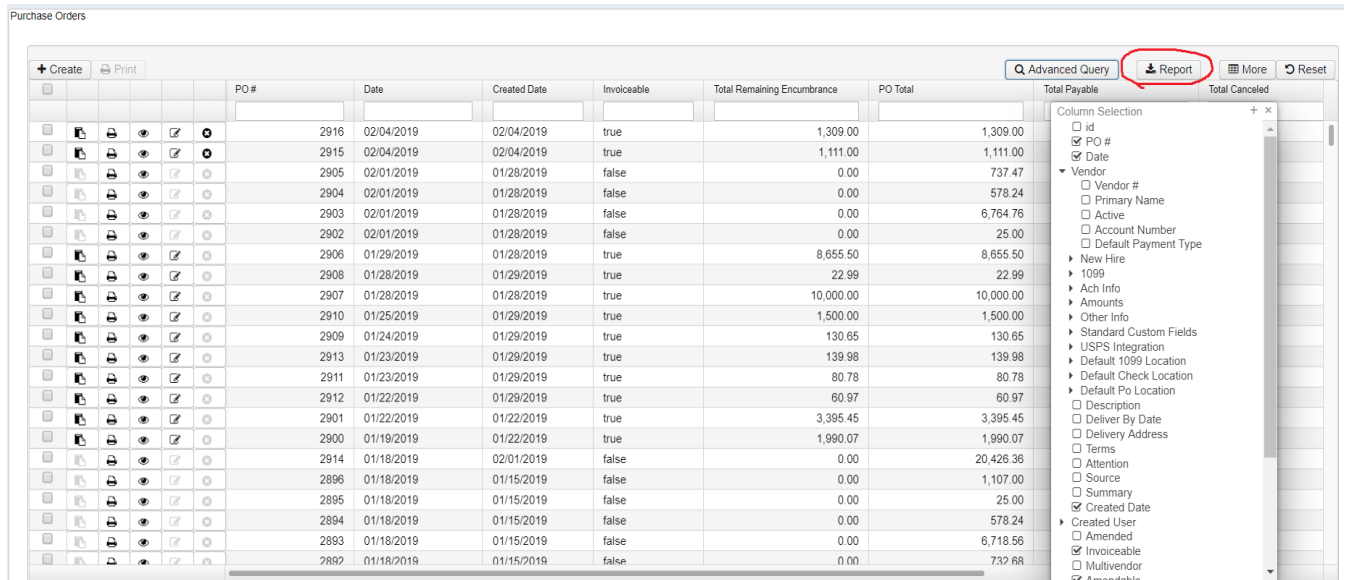 Purchase Orders
Create Print Advanced Query Report More Reset
PO # Date Created Date Invoiceable Total Remaining Encumbrance PO Total Total Payable Total Canceled
2916 02/04/2019 02/04/2019 true 1,309.00 1,309.00
2915 02/04/2019 02/04/2019 true 1,111.00 1,111.00
2905 02/01/2019 01/28/2019 false 0.00 737.47
2904 02/01/2019 01/28/2019 false 0.00 578.24
2903 02/01/2019 01/28/2019 false 0.00 6,764.76
2902 02/01/2019 01/28/2019 false 0.00 25.00
2906 01/29/2019 01/28/2019 true 8,655.50 8,655.50
2908 01/28/2019 01/29/2019 true 22.99 22.99
2907 01/28/2019 01/28/2019 true 10,000.00 10,000.00
2910 01/25/2019 01/29/2019 true 1,500.00 1,500.00
2909 01/24/2019 01/29/2019 true 130.65 130.65
2913 01/23/2019 01/29/2019 true 139.98 139.98
2911 01/23/2019 01/29/2019 true 80.78 80.78
2912 01/22/2019 01/29/2019 true 60.97 60.97
2901 01/22/2019 01/22/2019 true 3,395.45 3,395.45
2900 01/19/2019 01/22/2019 true 1,990.07 1,990.07
2914 01/18/2019 02/01/2019 false 0.00 20,426.36
2896 01/18/2019 01/15/2019 false 0.00 1,107.00
2895 01/18/2019 01/15/2019 false 0.00 25.00
2894 01/18/2019 01/15/2019 false 0.00 578.24
2893 01/18/2019 01/15/2019 false 0.00 6,718.56
2892 01/18/2019 01/15/2019 false 0.00 732.68
Column Selection
id
PO #
Date
Vendor
Vendor #
Primary Name
Active
Account Number
Default Payment Type
New Hire
1099
Ach Info
Amounts
Other Info
Standard Custom Fields
USPS Integration
Default 1099 Location
Default Check Location
Default Po Location
Description
Deliver By Date
Delivery Address
Terms
Attention
Source
Summary
Created Date
Created User
Amended
Invoiceable
Multivendor
Amendable